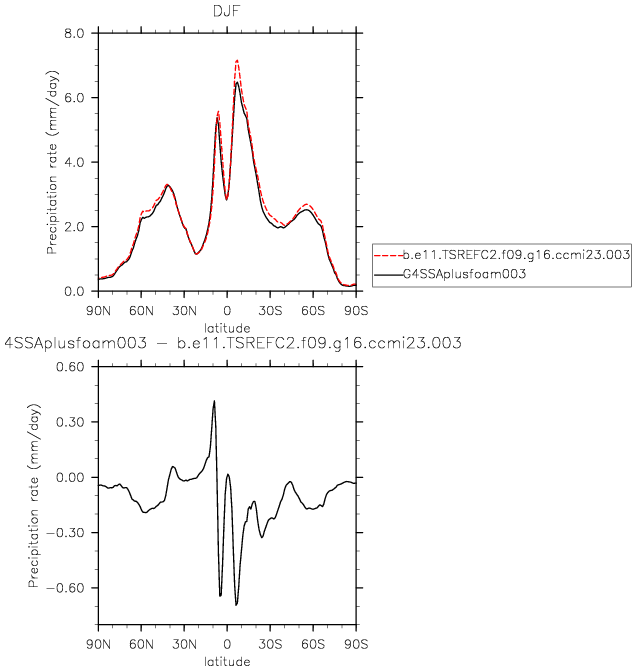 DJF
8.0
6.0
4.0
2.0
0.0
Precipitation rate (mm/day)
90N 60N 30N 0 30S 60S 90S
latitude
b.e11.TSREFC2.f09.g16.ccmi23.003
G4SSAplusfoam003
4SSAplusfoam003 – b.e11.TSREFC2.f09.g16.ccmi23.003
0.60
0.30
0.00
−0.30
−0.60
Precipitation rate (mm/day)
90N 60N 30N 0 30S 60S 90S
latitude